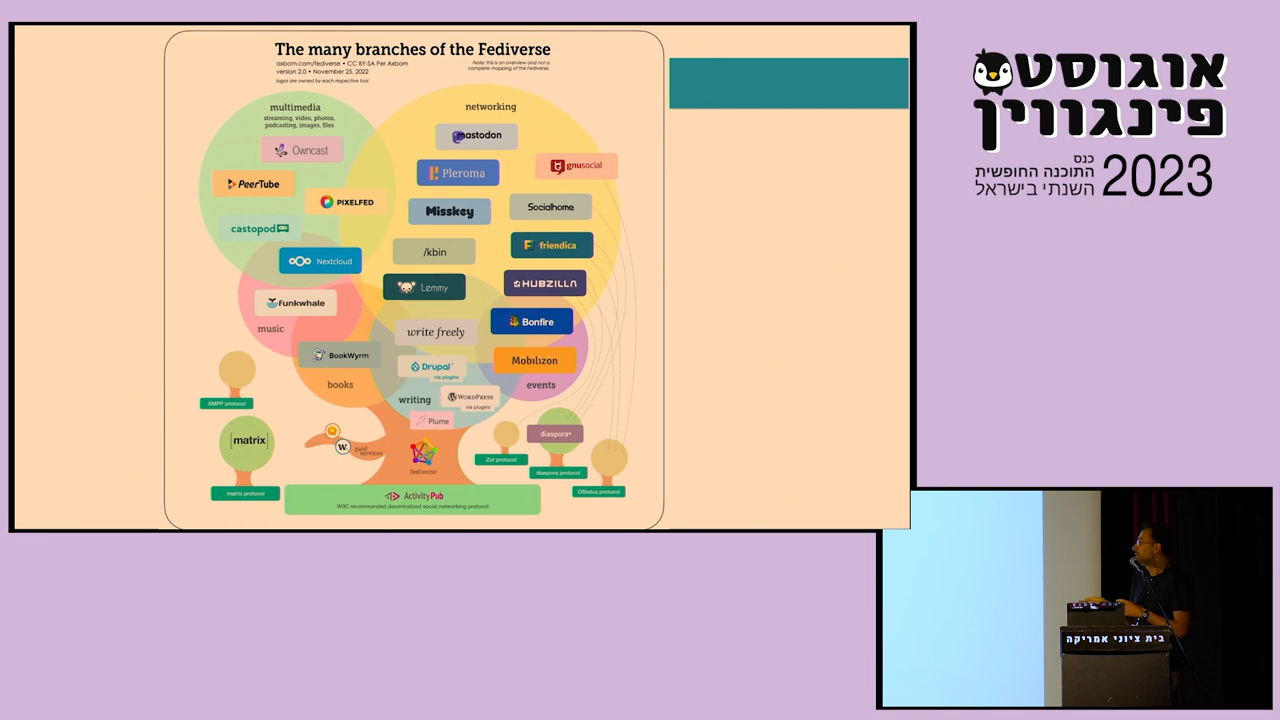 The many branches of the Fediverse
axbom.com/fediverse • CC BY-SA Per Axbom
version 2.0 • November 25, 2022
logos are owned by each respective tool
Note: this is an overview and not a
complete mapping of the Fediverse.
multimedia
streaming, video, photos,
podcasting, images, files
networking
Owncast
mastodon
PeerTube
Pleroma
gnusocial
PIXELFED
Misskey
Socialhome
castopod
/kbin
friendica
Nextcloud
Lemmy
HUBZILLA
Funkwhale
music
write freely
Bonfire
BookWyrm
books
Drupal™
via plugins
Mobilizon
events
writing
WORDPRESS
via plugins
Plume
XMPP protocol
[matrix]
matrix protocol
W.
paid
services
fediverse
diaspora*
Zot protocol
diaspora protocol
OStatus protocol
ActivityPub
W3C recommended decentralized social networking protocol
אוגוסט
פינגווין
כנס
התוכנה החופשית
השנתי בישראל
2023
בית ציוני אמריקה